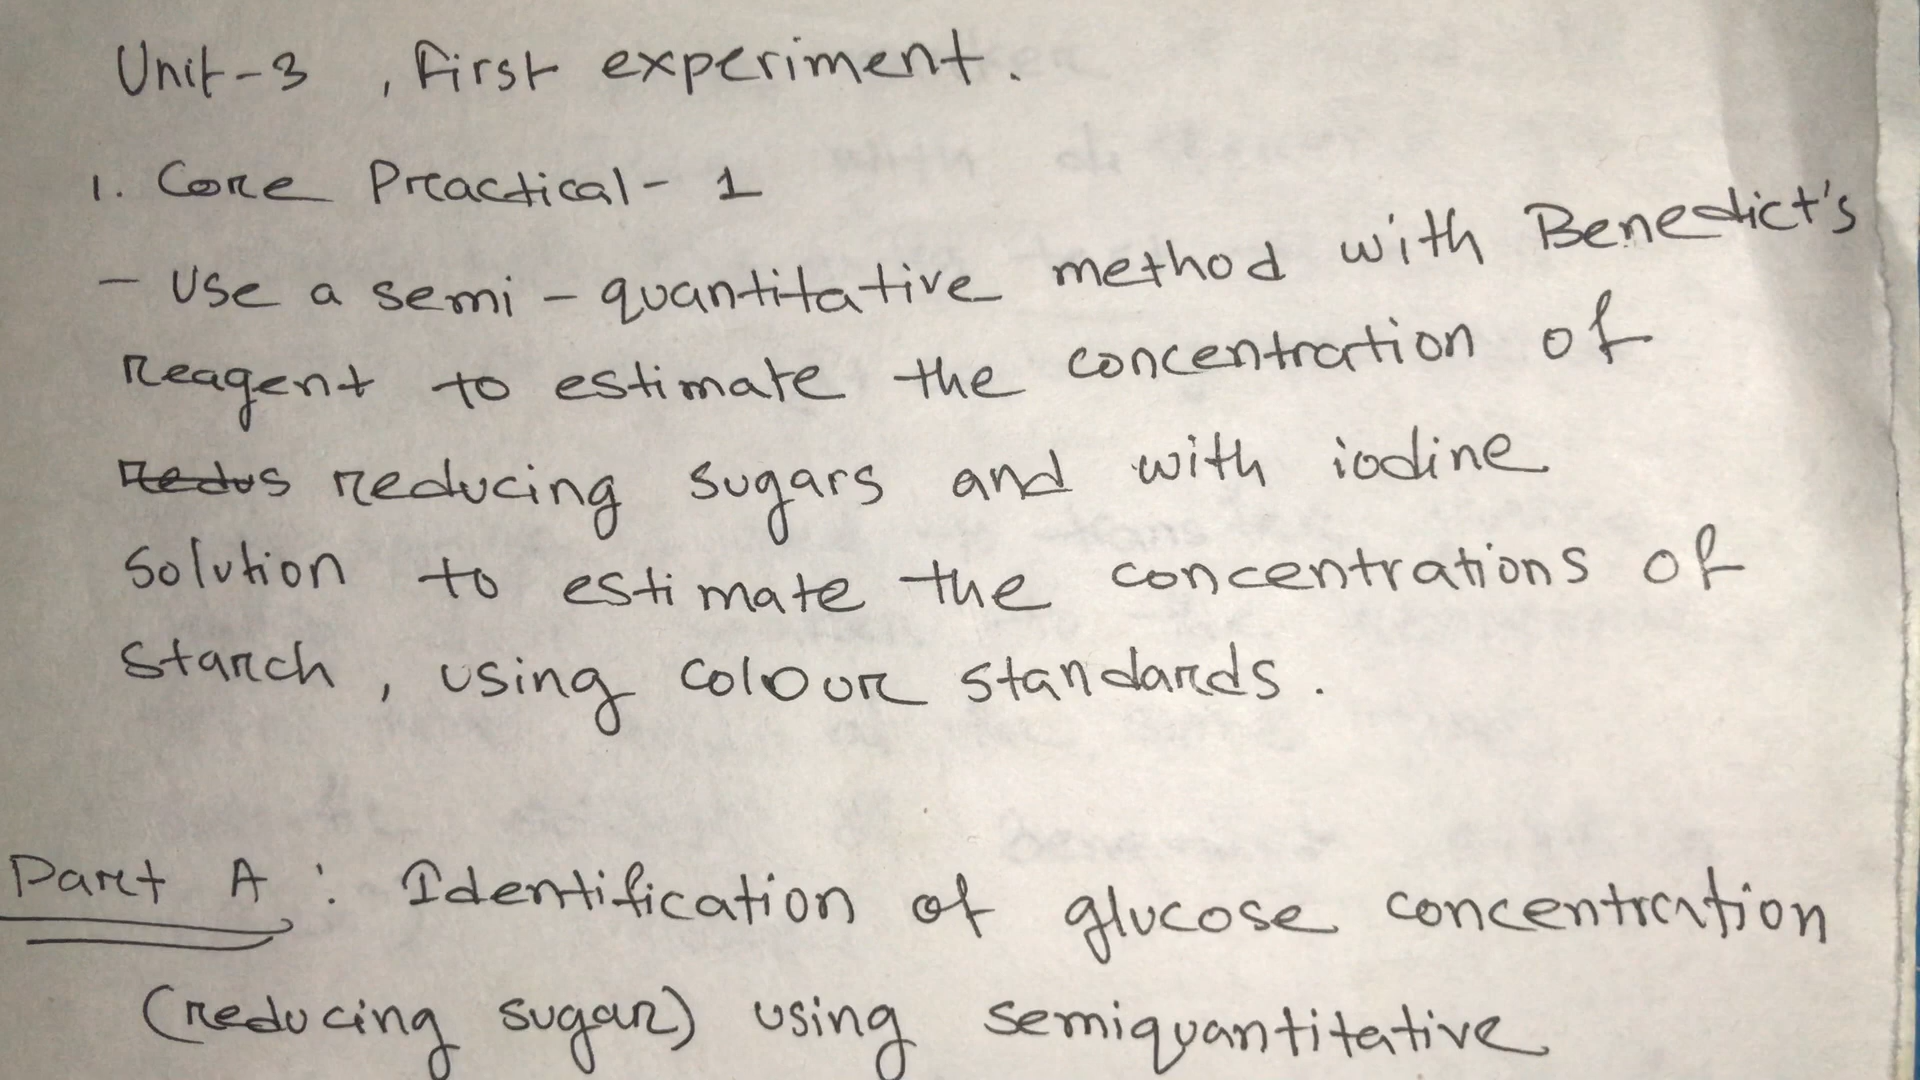 Unit-3, first experiment.
1. Core Practical - 1
- Use a semi-quantitative method with Benedict's
reagent to estimate the concentration of
Redus reducing sugars and with iodine
solution to estimate the concentrations of
starch, using colour standards.
Part A: Identification of glucose concentration
(reducing sugar) using semiquantitative